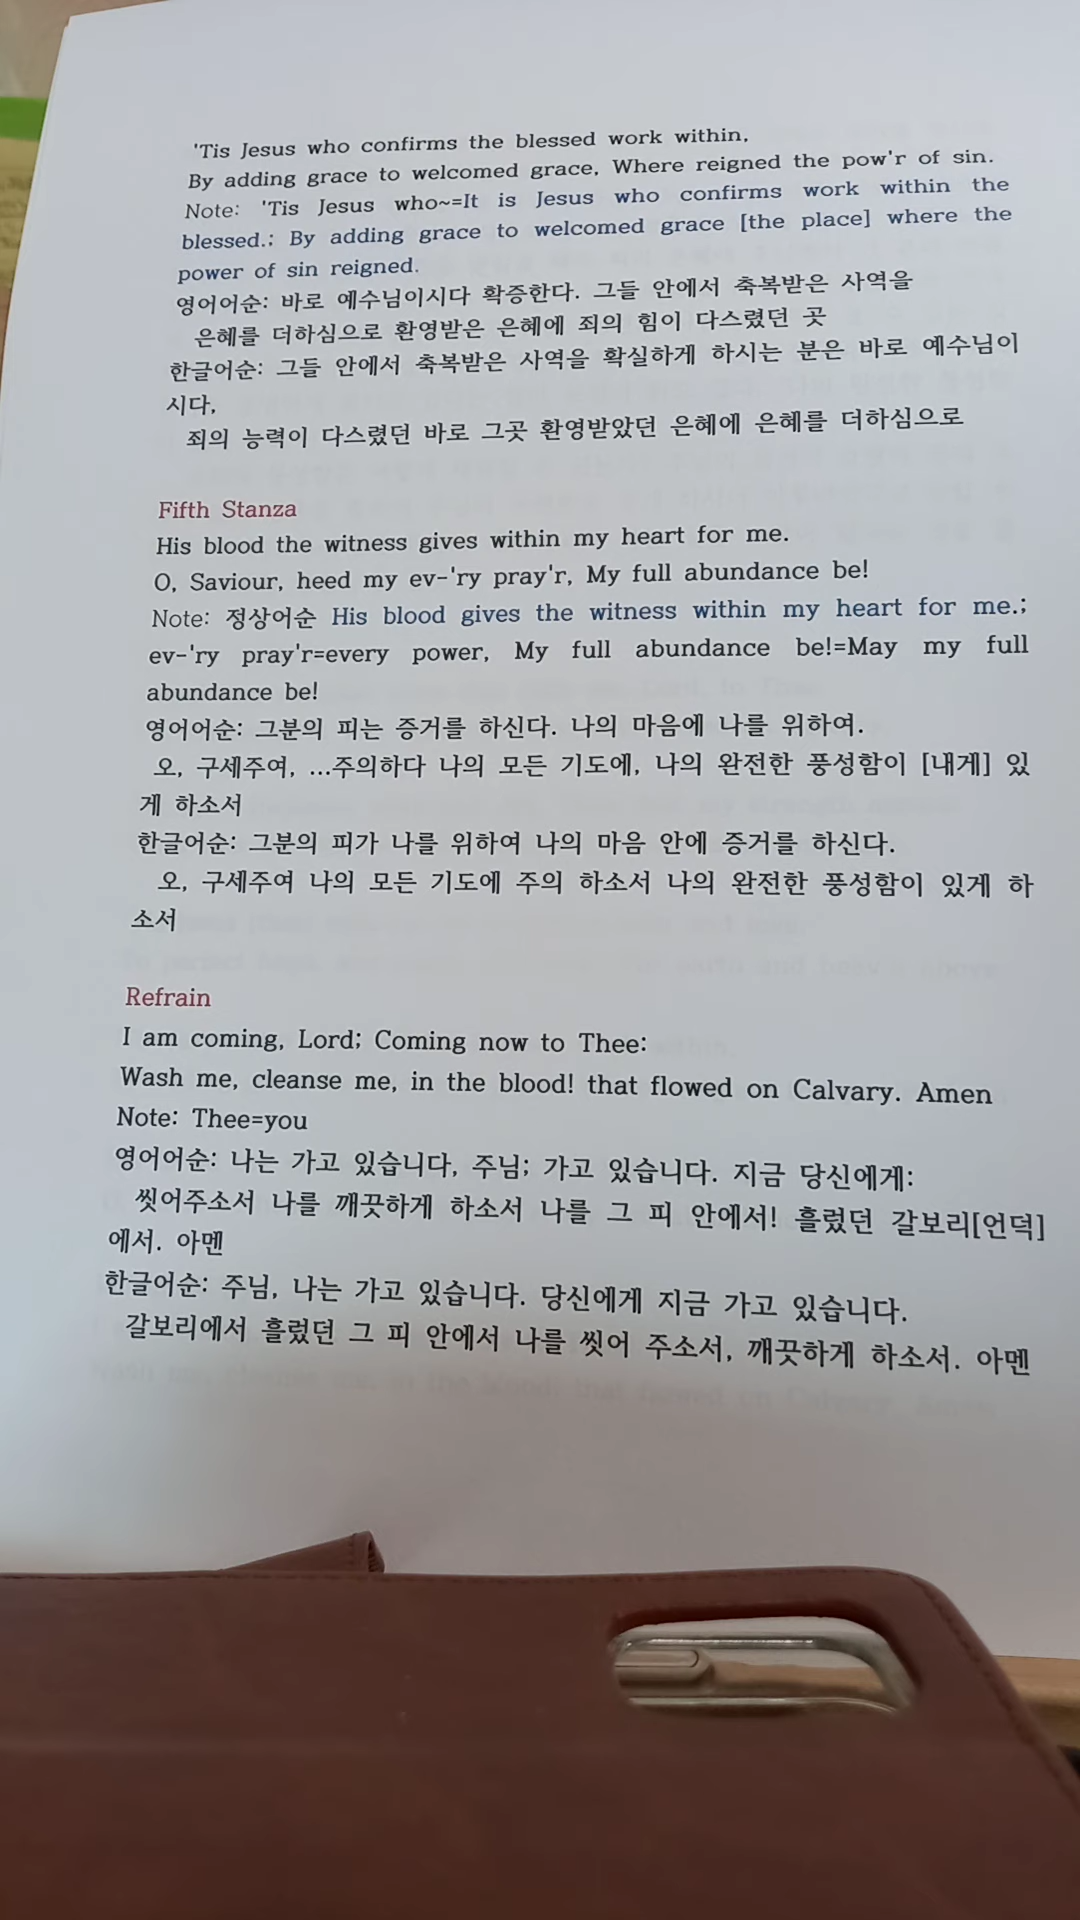 'Tis Jesus who confirms the blessed work within,
By adding grace to welcomed grace, Where reigned the pow'r of sin.
Note: 'Tis Jesus who~=It is Jesus who confirms work within the
blessed.; By adding grace to welcomed grace [the place] where the
power of sin reigned.
영어어순: 바로 예수님이시다 확증한다. 그들 안에서 축복받은 사역을
은혜를 더하심으로 환영받은 은혜에 죄의 힘이 다스렸던 곳
한글어순: 그들 안에서 축복받은 사역을 확실하게 하시는 분은 바로 예수님이
시다,
죄의 능력이 다스렸던 바로 그곳 환영받았던 은혜에 은혜를 더하심으로
Fifth Stanza
His blood the witness gives within my heart for me.
O, Saviour, heed my ev-'ry pray'r, My full abundance be!
Note: 정상어순 His blood gives the witness within my heart for me.;
ev-'ry pray'r=every power, My full abundance be!=May my full
abundance be!
영어어순: 그분의 피는 증거를 하신다. 나의 마음에 나를 위하여.
오, 구세주여, ...주의하다 나의 모든 기도에, 나의 완전한 풍성함이 [내게] 있
게 하소서
한글어순: 그분의 피가 나를 위하여 나의 마음 안에 증거를 하신다.
오, 구세주여 나의 모든 기도에 주의 하소서 나의 완전한 풍성함이 있게 하
소서
Refrain
I am coming, Lord; Coming now to Thee:
Wash me, cleanse me, in the blood! that flowed on Calvary. Amen
Note: Thee=you
영어어순: 나는 가고 있습니다, 주님; 가고 있습니다. 지금 당신에게:
씻어주소서 나를 깨끗하게 하소서 나를 그 피 안에서! 흘렀던 갈보리[언덕]
에서. 아멘
한글어순: 주님, 나는 가고 있습니다. 당신에게 지금 가고 있습니다.
갈보리에서 흘렀던 그 피 안에서 나를 씻어 주소서, 깨끗하게 하소서. 아멘